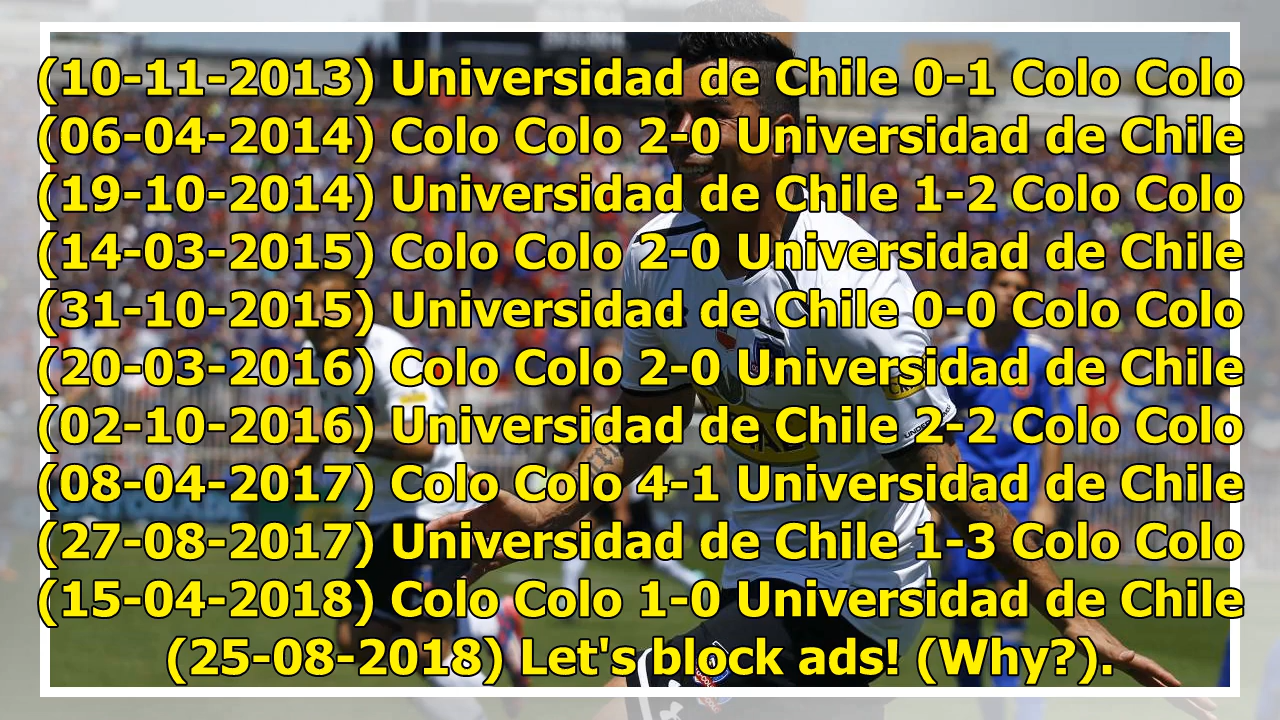 (10-11-2013) Universidad de Chile 0-1 Colo Colo
(06-04-2014) Colo Colo 2-0 Universidad de Chile
(19-10-2014) Universidad de Chile 1-2 Colo Colo
(14-03-2015) Colo Colo 2-0 Universidad de Chile
(31-10-2015) Universidad de Chile 0-0 Colo Colo
(20-03-2016) Colo Colo 2-0 Universidad de Chile
(02-10-2016) Universidad de Chile 2-2 Colo Colo
(08-04-2017) Colo Colo 4-1 Universidad de Chile
(27-08-2017) Universidad de Chile 1-3 Colo Colo
(15-04-2018) Colo Colo 1-0 Universidad de Chile
(25-08-2018) Let's block ads! (Why?).